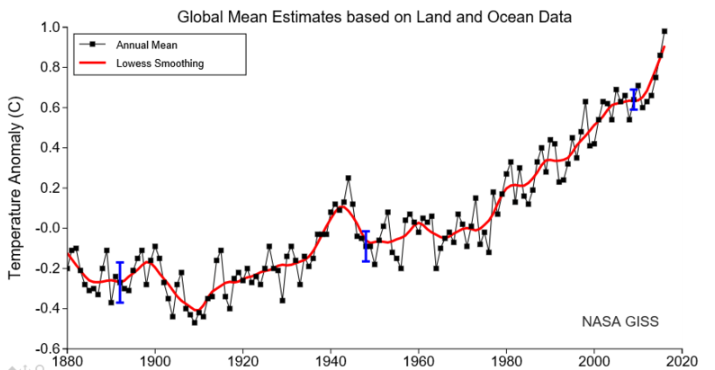 Global Mean Estimates based on Land and Ocean Data
Annual Mean
Lowess Smoothing
Temperature Anomaly (C)
1.0
0.8
0.6
0.4
0.2
-0.0
-0.2
-0.4
-0.6
NASA GISS
1880 1900 1920 1940 1960 1980 2000 2020